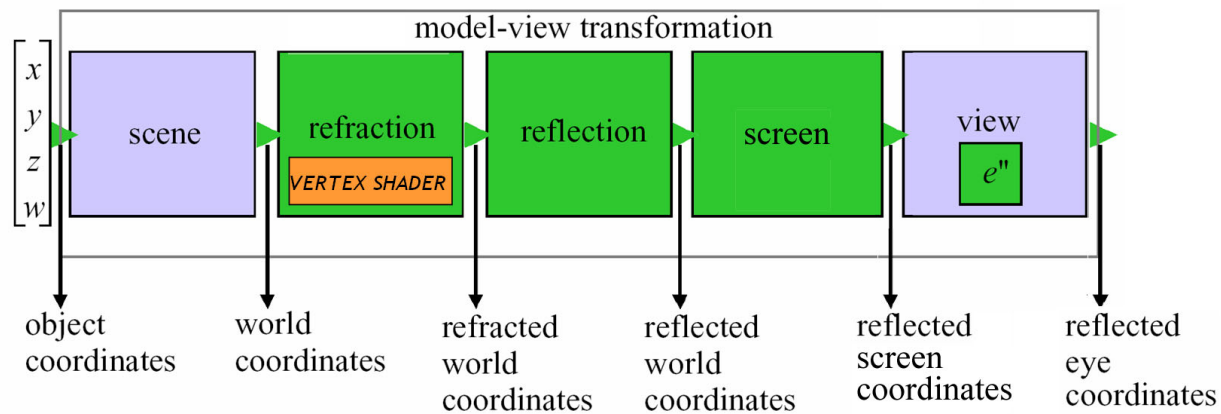 model-view transformation
x
y
z
w
scene
refraction
VERTEX SHADER
reflection
screen
view
e"
object
coordinates
world
coordinates
refracted
world
coordinates
reflected
world
coordinates
reflected
screen
coordinates
reflected
eye
coordinates